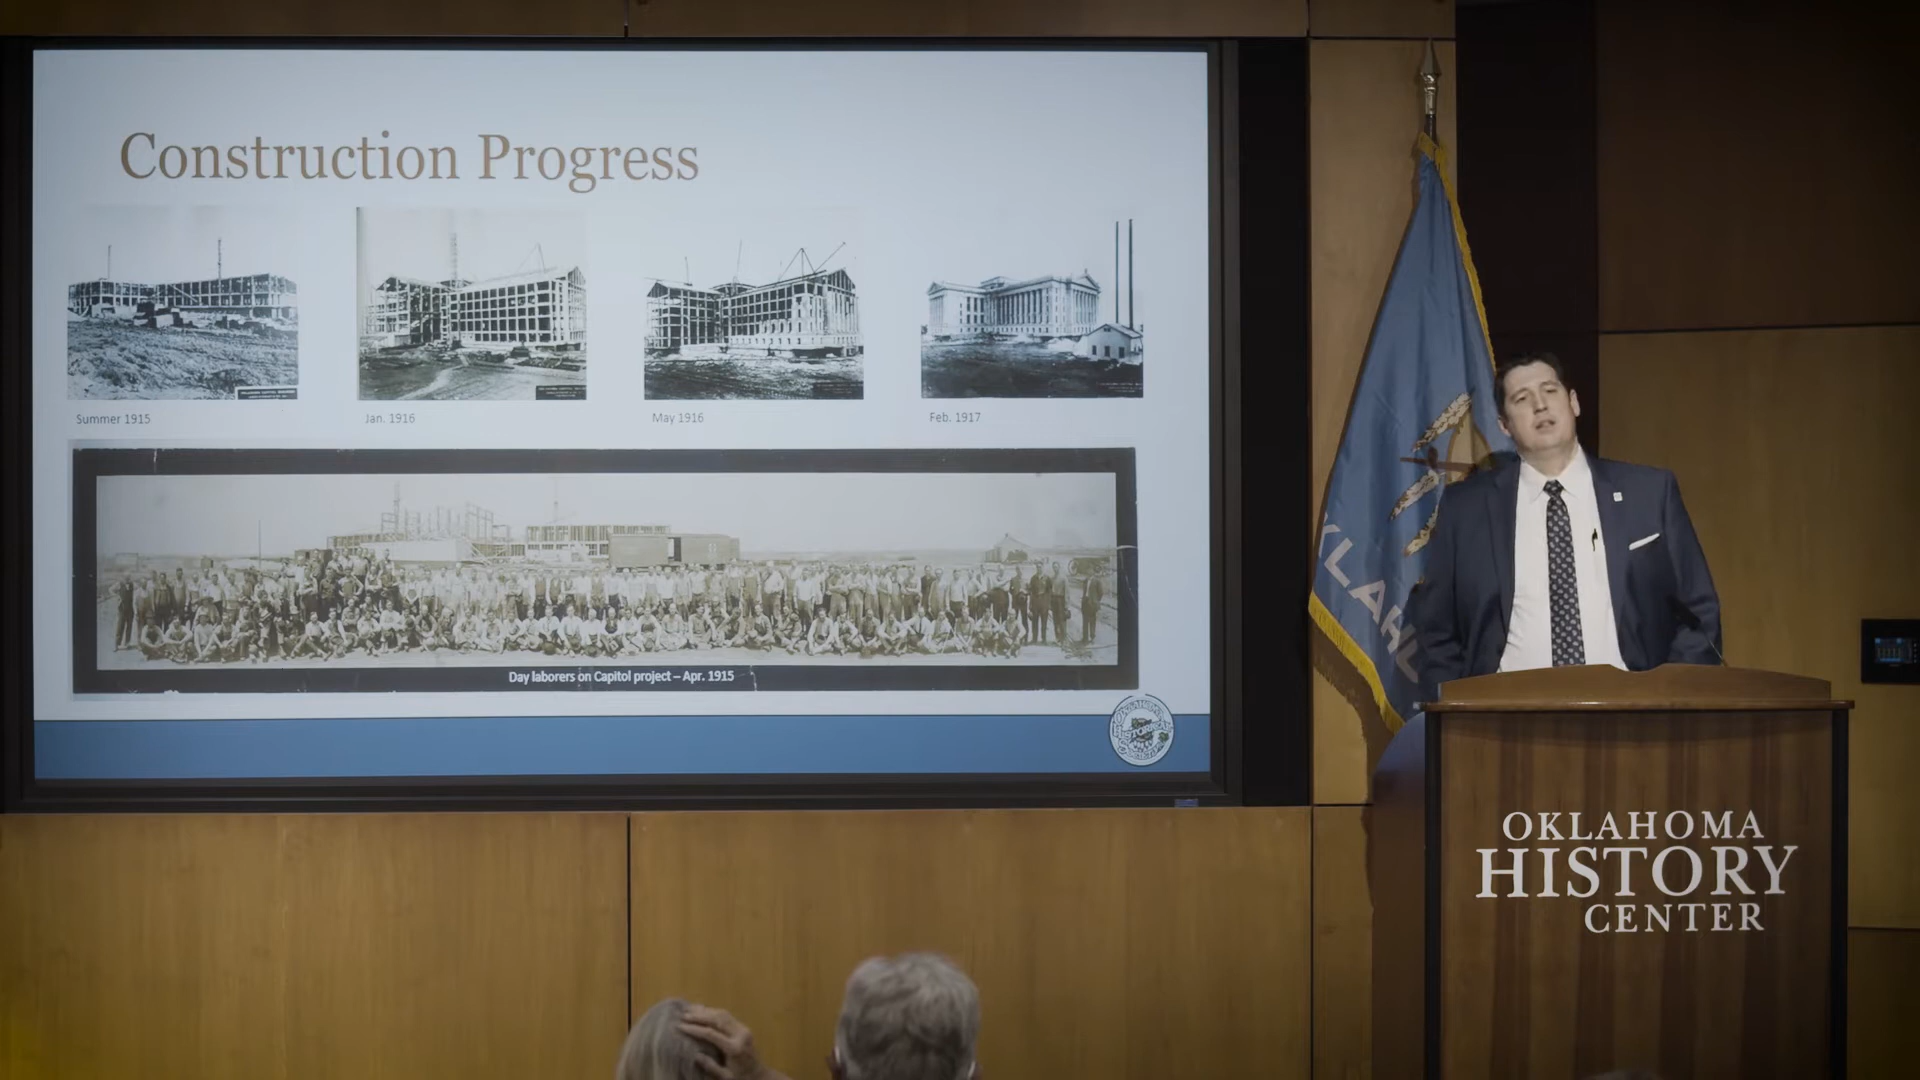 Construction Progress
Summer 1915
Jan. 1916
May 1916
Feb. 1917
Day laborers on Capitol project – Apr. 1915
KLAHO
OKLAHOMA
HISTORY
CENTER